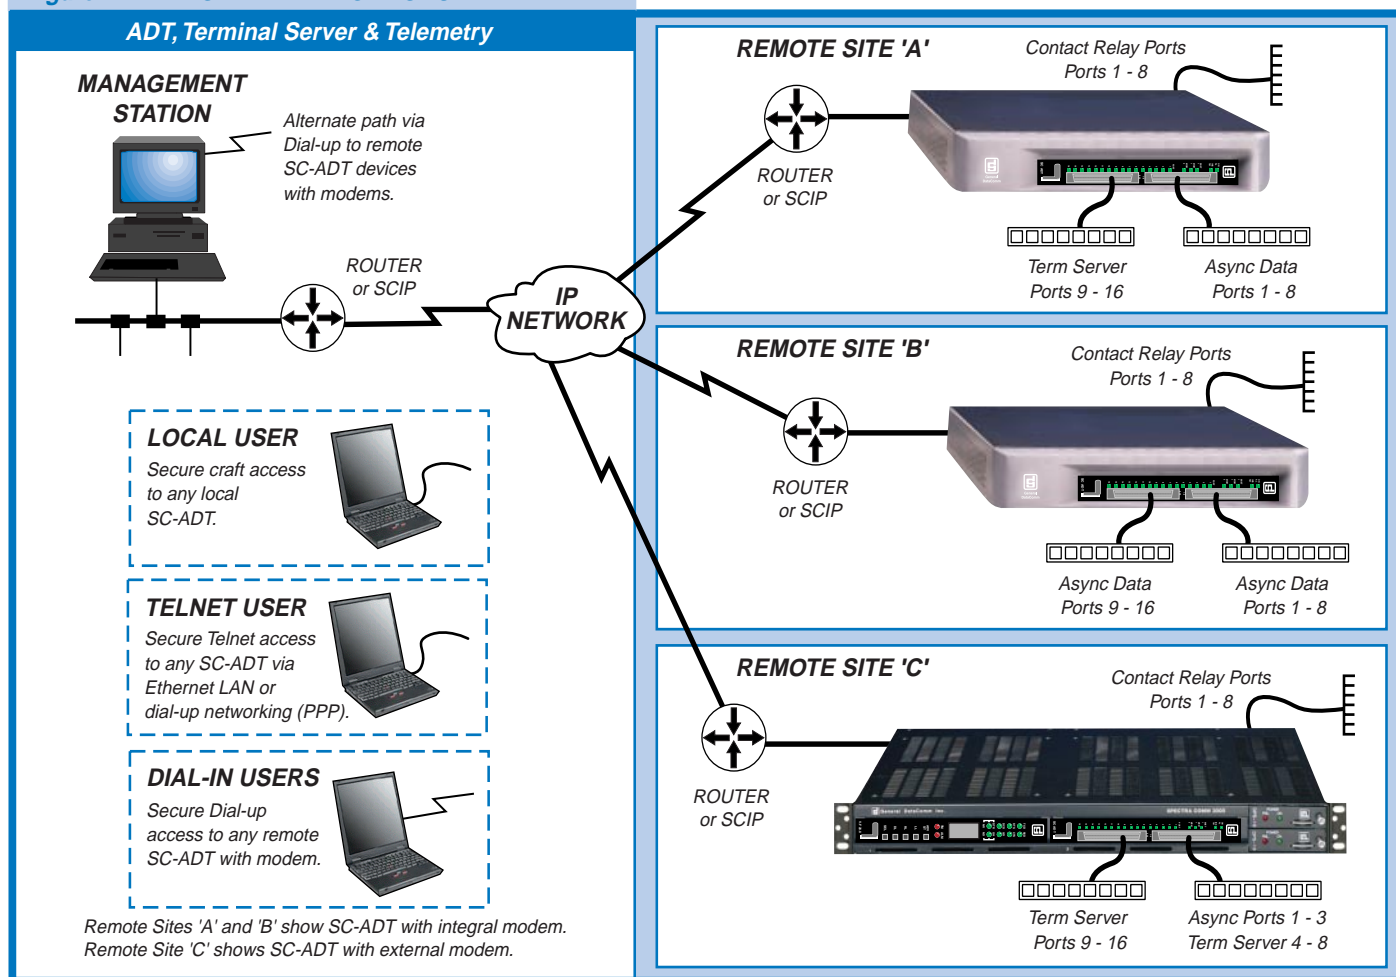 ADT, Terminal Server & Telemetry
MANAGEMENT
STATION
Alternate path via
Dial-up to remote
SC-ADT devices
with modems.
ROUTER
or SCIP
IP
NETWORK
LOCAL USER
Secure craft access
to any local
SC-ADT.
TELNET USER
Secure Telnet access
to any SC-ADT via
Ethernet LAN or
dial-up networking (PPP).
DIAL-IN USERS
Secure Dial-up
access to any remote
SC-ADT with modem.
Remote Sites 'A' and 'B' show SC-ADT with integral modem.
Remote Site 'C' shows SC-ADT with external modem.
REMOTE SITE 'A'
Contact Relay Ports
Ports 1 - 8
ROUTER
or SCIP
Term Server
Ports 9 - 16
Async Data
Ports 1 - 8
REMOTE SITE 'B'
Contact Relay Ports
Ports 1 - 8
ROUTER
or SCIP
Async Data
Ports 9 - 16
Async Data
Ports 1 - 8
REMOTE SITE 'C'
Contact Relay Ports
Ports 1 - 8
ROUTER
or SCIP
General DataComm Inc.
SPECTRA COMM 2000
Term Server
Ports 9 - 16
Async Ports 1 - 3
Term Server 4 - 8